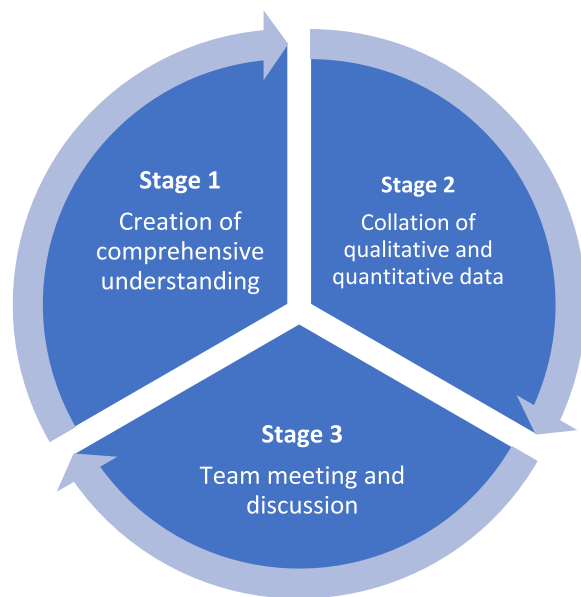 Stage 1
Creation of
comprehensive
understanding
Stage 2
Collation of
qualitative and
quantitative data
Stage 3
Team meeting and
discussion